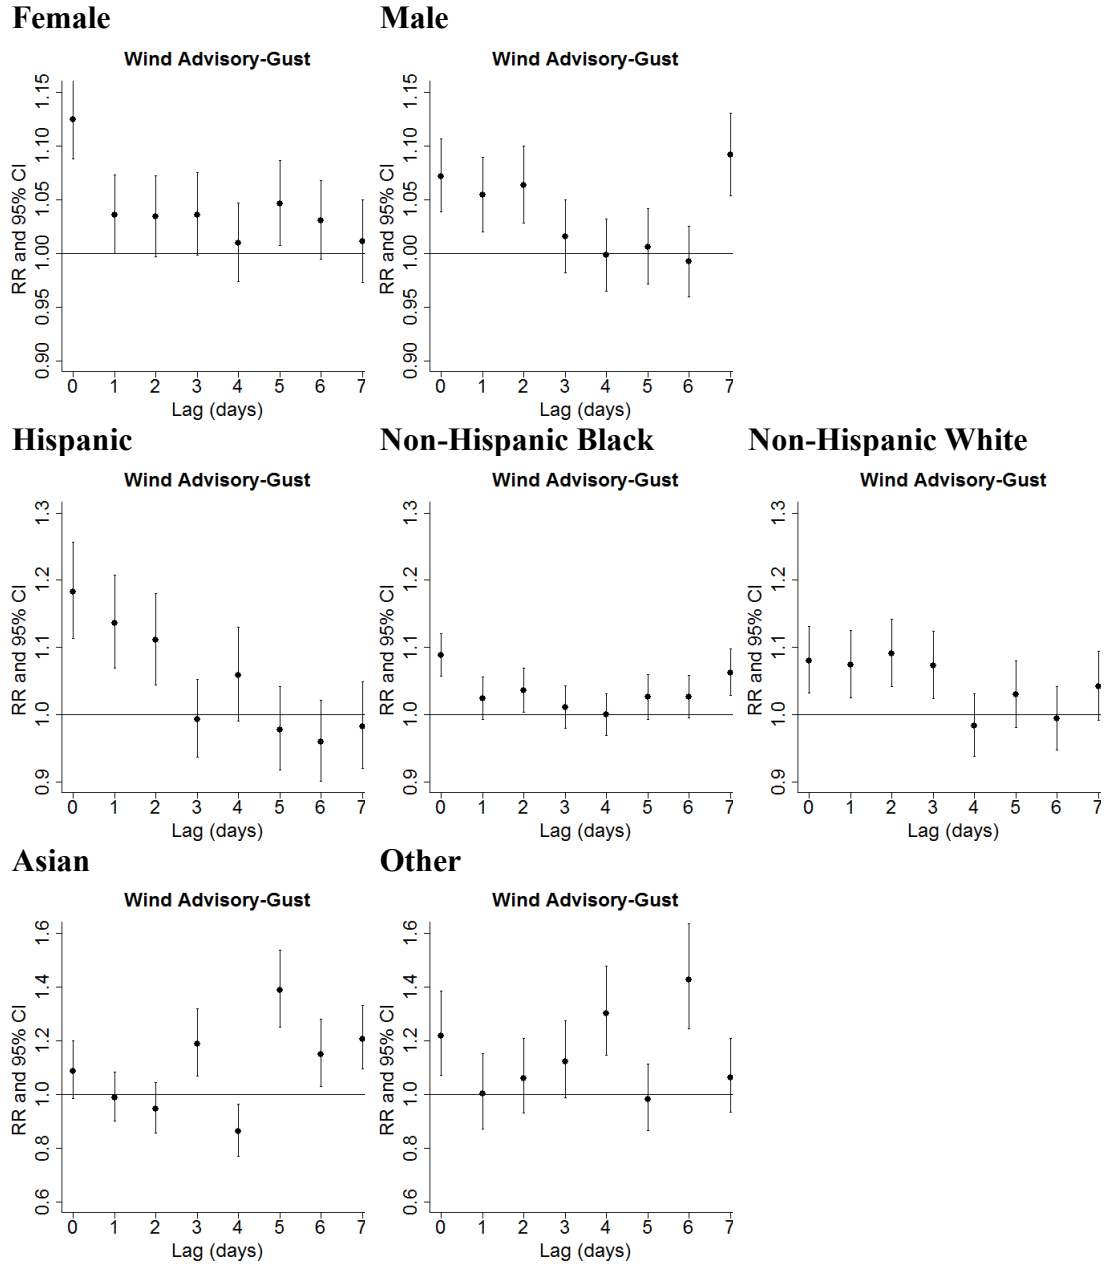 Female Male
Wind Advisory-Gust Wind Advisory-Gust
RR and 95% CI
0.90 0.95 1.00 1.05 1.10 1.15
0 1 2 3 4 5 6 7
Lag (days)
RR and 95% CI
0.90 0.95 1.00 1.05 1.10 1.15
0 1 2 3 4 5 6 7
Lag (days)
Hispanic Non-Hispanic Black Non-Hispanic White
Wind Advisory-Gust Wind Advisory-Gust Wind Advisory-Gust
RR and 95% CI
0.9 1.0 1.1 1.2 1.3
0 1 2 3 4 5 6 7
Lag (days)
RR and 95% CI
0.9 1.0 1.1 1.2 1.3
0 1 2 3 4 5 6 7
Lag (days)
RR and 95% CI
0.9 1.0 1.1 1.2 1.3
0 1 2 3 4 5 6 7
Lag (days)
Asian Other
Wind Advisory-Gust Wind Advisory-Gust
RR and 95% CI
0.6 0.8 1.0 1.2 1.4 1.6
0 1 2 3 4 5 6 7
Lag (days)
RR and 95% CI
0.6 0.8 1.0 1.2 1.4 1.6
0 1 2 3 4 5 6 7
Lag (days)